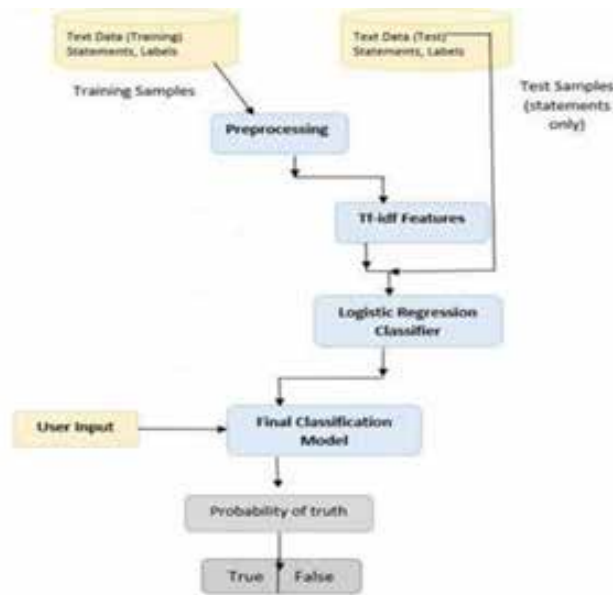 Text Data (Training)
Statements, Labels
Text Data (Test)
Statements, Labels
Training Samples
Test Samples
(statements
only)
Preprocessing
Tf-idf Features
Logistic Regression
Classifier
User Input
Final Classification
Model
Probability of truth
True
False